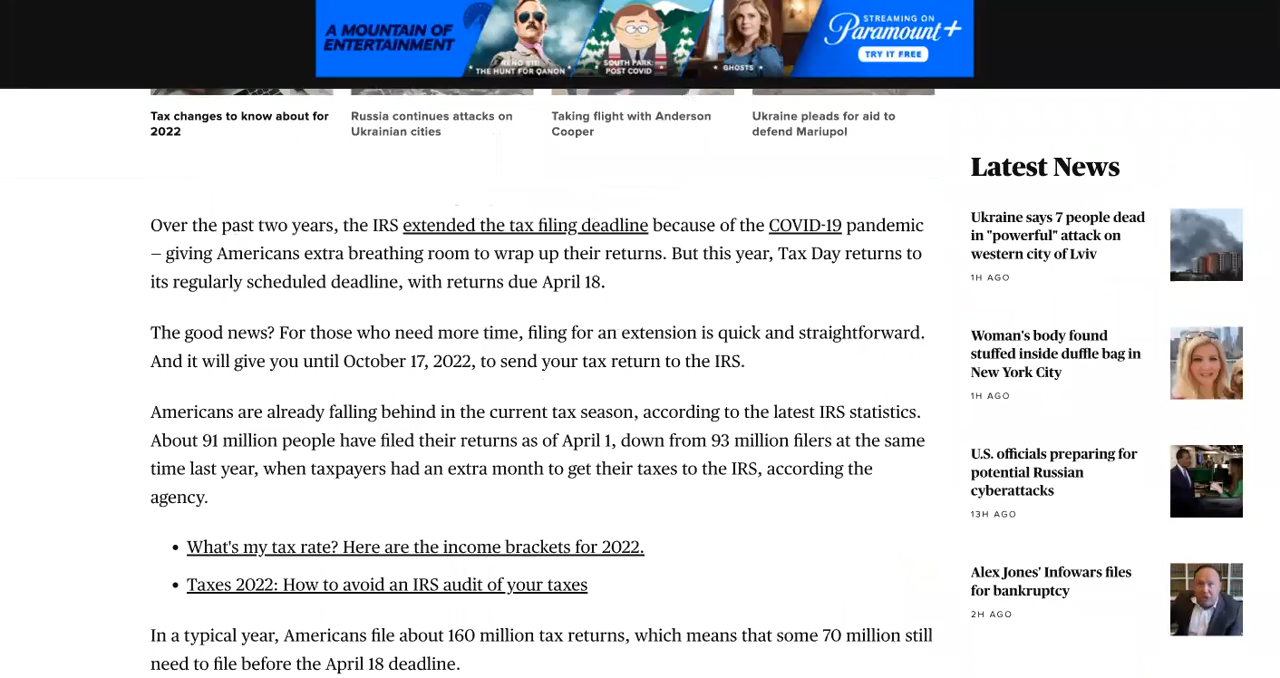 A MOUNTAIN OF
ENTERTAINMENT
THE HUNT FOR QANON
SOUTH PARK:
POST COVID
GHOSTS
STREAMING ON
Paramount+
TRY IT FREE
Tax changes to know about for
2022
Russia continues attacks on
Ukrainian cities
Taking flight with Anderson
Cooper
Ukraine pleads for aid to
defend Mariupol
Over the past two years, the IRS extended the tax filing deadline because of the COVID-19 pandemic
— giving Americans extra breathing room to wrap up their returns. But this year, Tax Day returns to
its regularly scheduled deadline, with returns due April 18.
The good news? For those who need more time, filing for an extension is quick and straightforward.
And it will give you until October 17, 2022, to send your tax return to the IRS.
Americans are already falling behind in the current tax season, according to the latest IRS statistics.
About 91 million people have filed their returns as of April 1, down from 93 million filers at the same
time last year, when taxpayers had an extra month to get their taxes to the IRS, according the
agency.
• What's my tax rate? Here are the income brackets for 2022.
• Taxes 2022: How to avoid an IRS audit of your taxes
In a typical year, Americans file about 160 million tax returns, which means that some 70 million still
need to file before the April 18 deadline.
Latest News
Ukraine says 7 people dead
in "powerful" attack on
western city of Lviv
1H AGO
Woman's body found
stuffed inside duffle bag in
New York City
1H AGO
U.S. officials preparing for
potential Russian
cyberattacks
13H AGO
Alex Jones' Infowars files
for bankruptcy
2H AGO